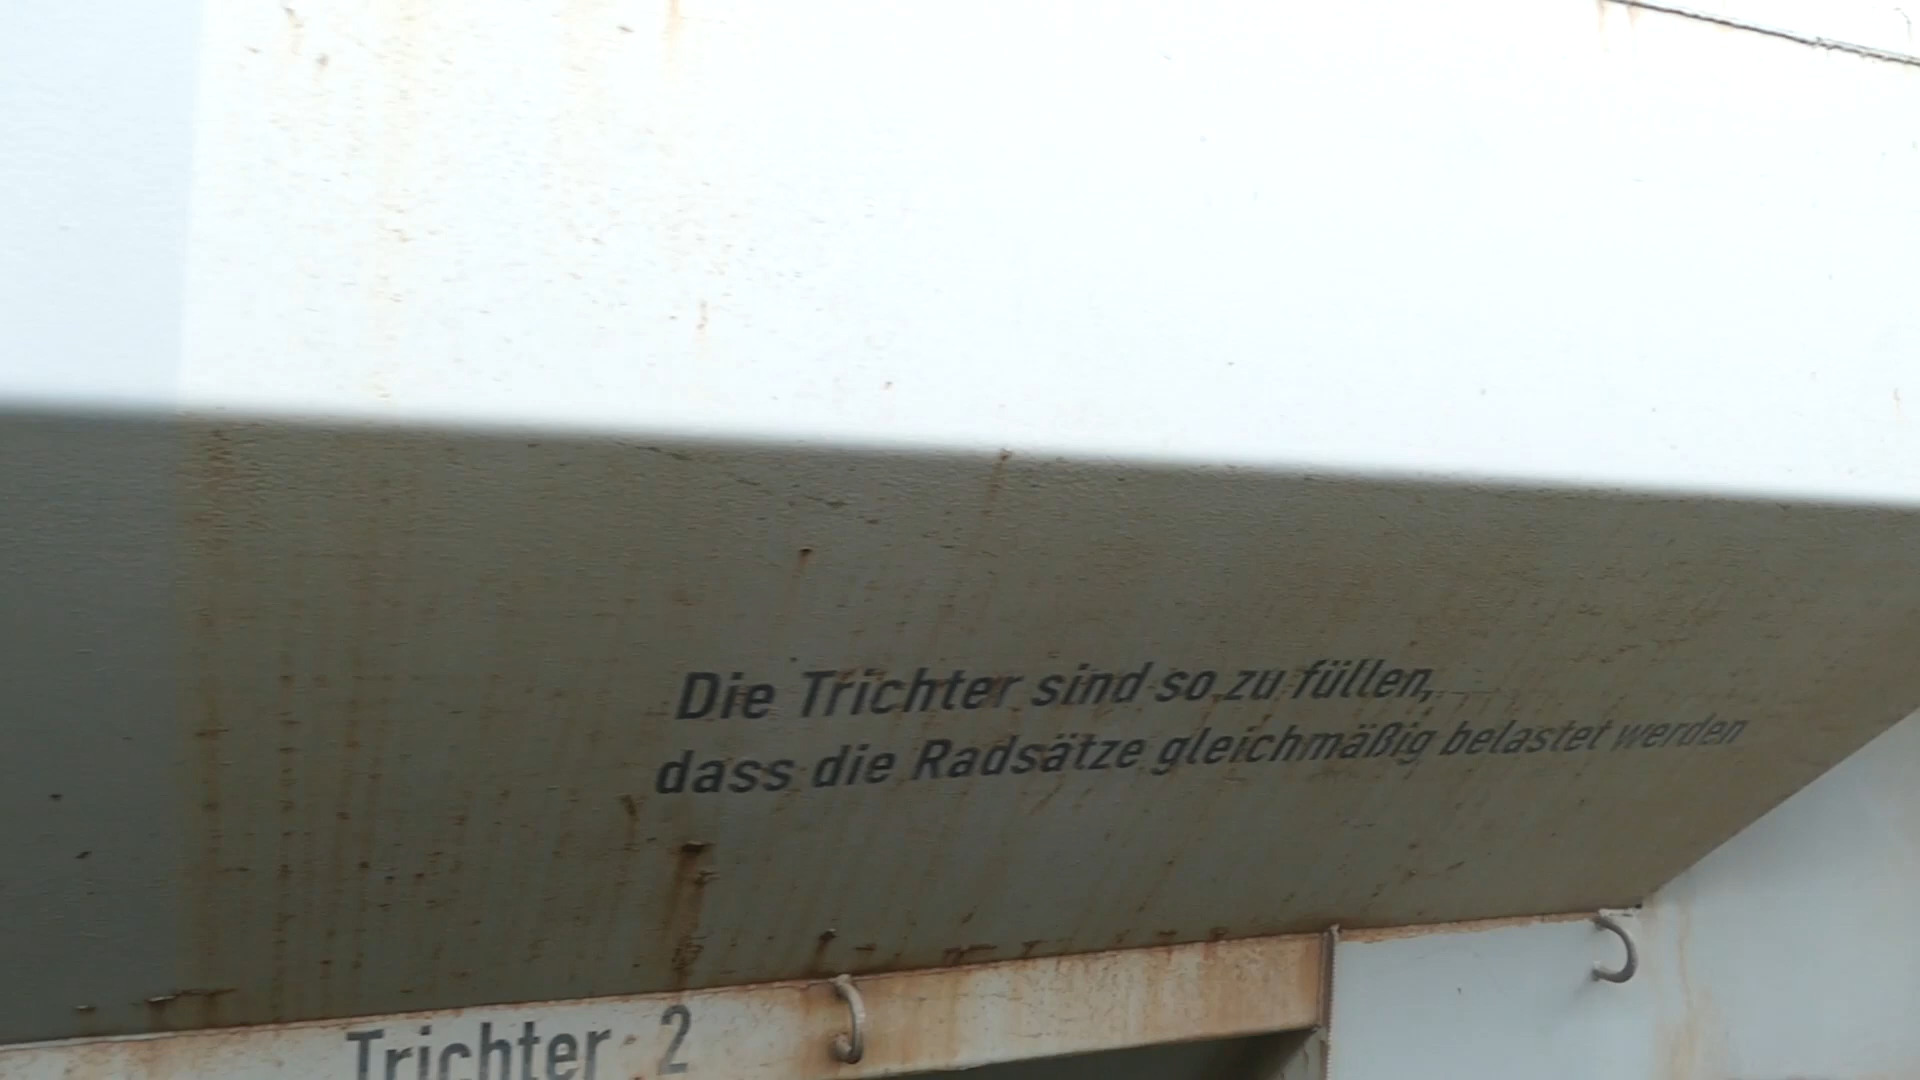 Die Trichter sind so zu füllen,
dass die Radsätze gleichmäßig belastet werden
Trichter 2